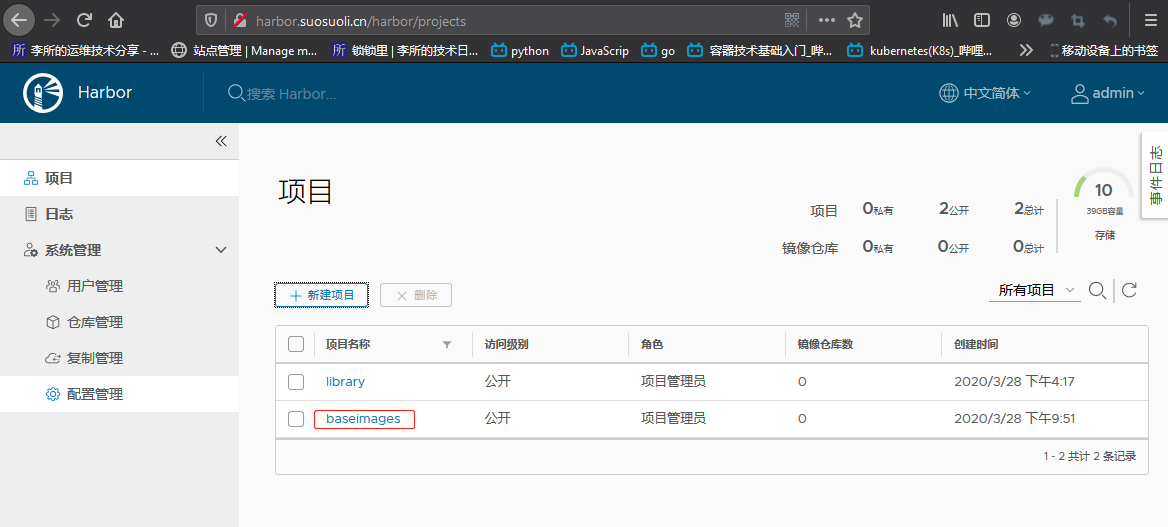 harbor.suosuoli.cn/harbor/projects
李所的运维技术分享 - ... 站点管理 | Manage m... 锁锁里 | 李所的技术日... python JavaScrip go 容器技术基础入门_哔... kubernetes(K8s)_哔哩... 移动设备上的书签
Harbor 搜索 Harbor... 中文简体 admin
项目
日志
系统管理
用户管理
仓库管理
复制管理
配置管理
项目
项目 0私有 2公开 2总计
镜像仓库 0私有 0公开 0总计
10
39GB容量
存储
事件日志
新建项目 删除 所有项目
项目名称 访问级别 角色 镜像仓库数 创建时间
library 公开 项目管理员 0 2020/3/28 下午4:17
baseimages 公开 项目管理员 0 2020/3/28 下午9:51
1 - 2 共计 2 条记录